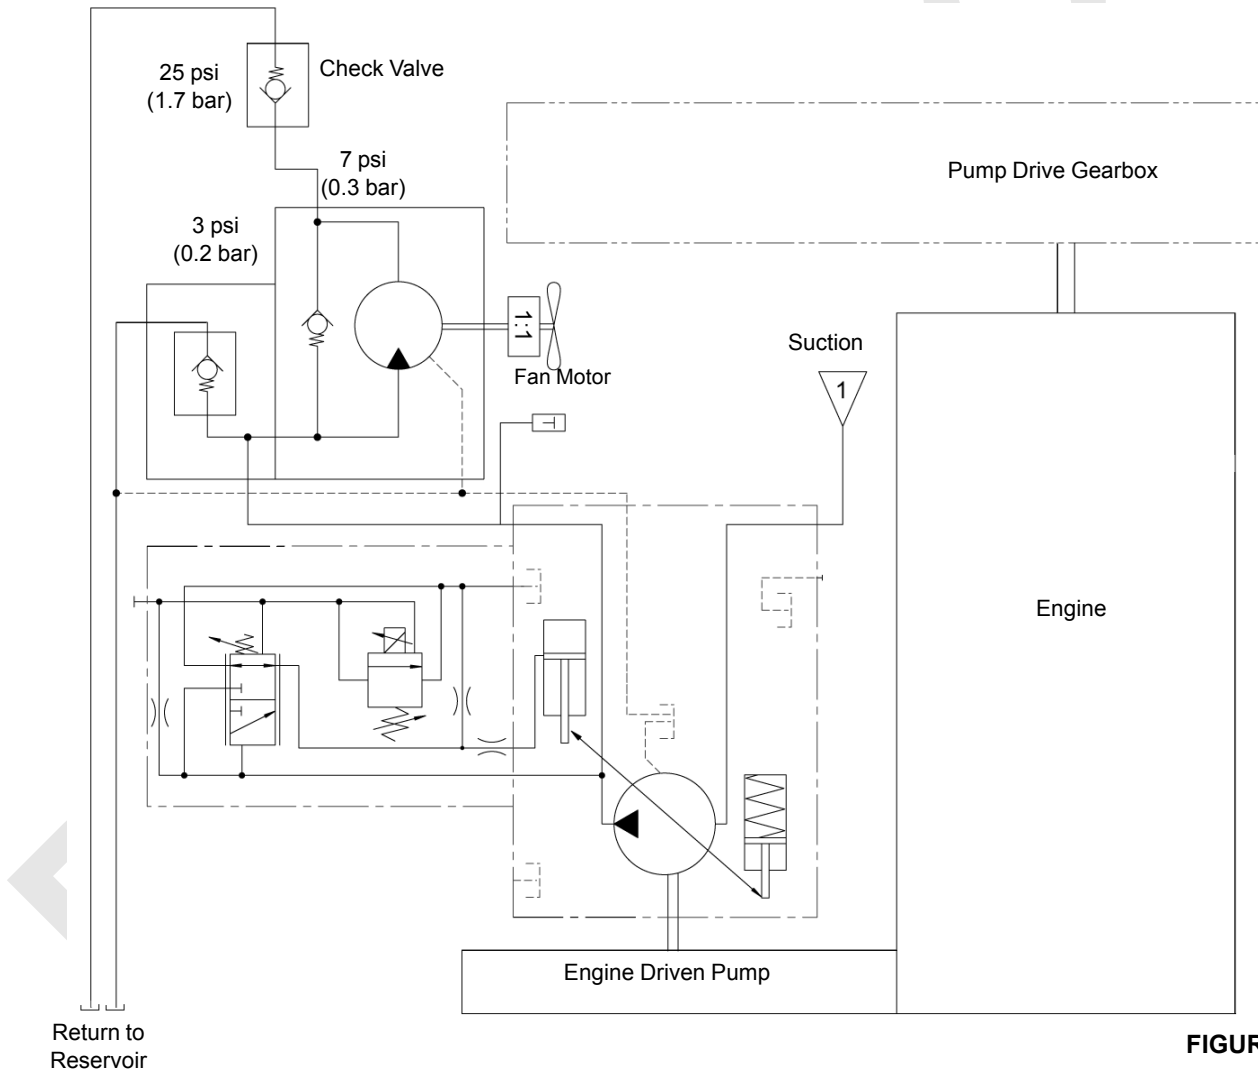 25 psi
(1.7 bar)
Check Valve
7 psi
(0.3 bar)
3 psi
(0.2 bar)
Pump Drive Gearbox
1:1
Fan Motor
Suction
1
Engine
Engine Driven Pump
Return to
Reservoir
FIGUR